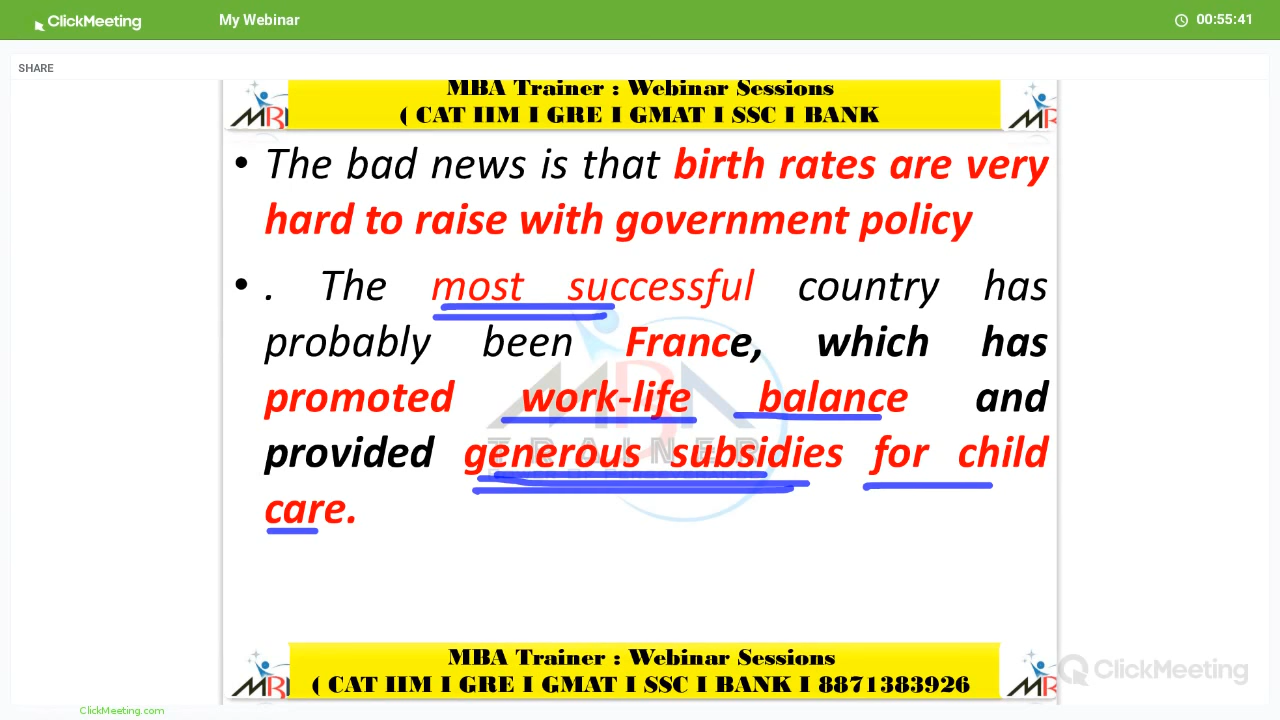 ClickMeeting My Webinar 00:55:41
SHARE
MBA Trainer : Webinar Sessions
( CAT IIM I GRE I GMAT I SSC I BANK
• The bad news is that birth rates are very
hard to raise with government policy
• . The most successful country has
probably been France, which has
promoted work-life balance and
provided generous subsidies for child
care.
TRAINER
MBA Trainer : Webinar Sessions
( CAT IIM I GRE I GMAT I SSC I BANK I 8871383926
ClickMeeting
ClickMeeting.com